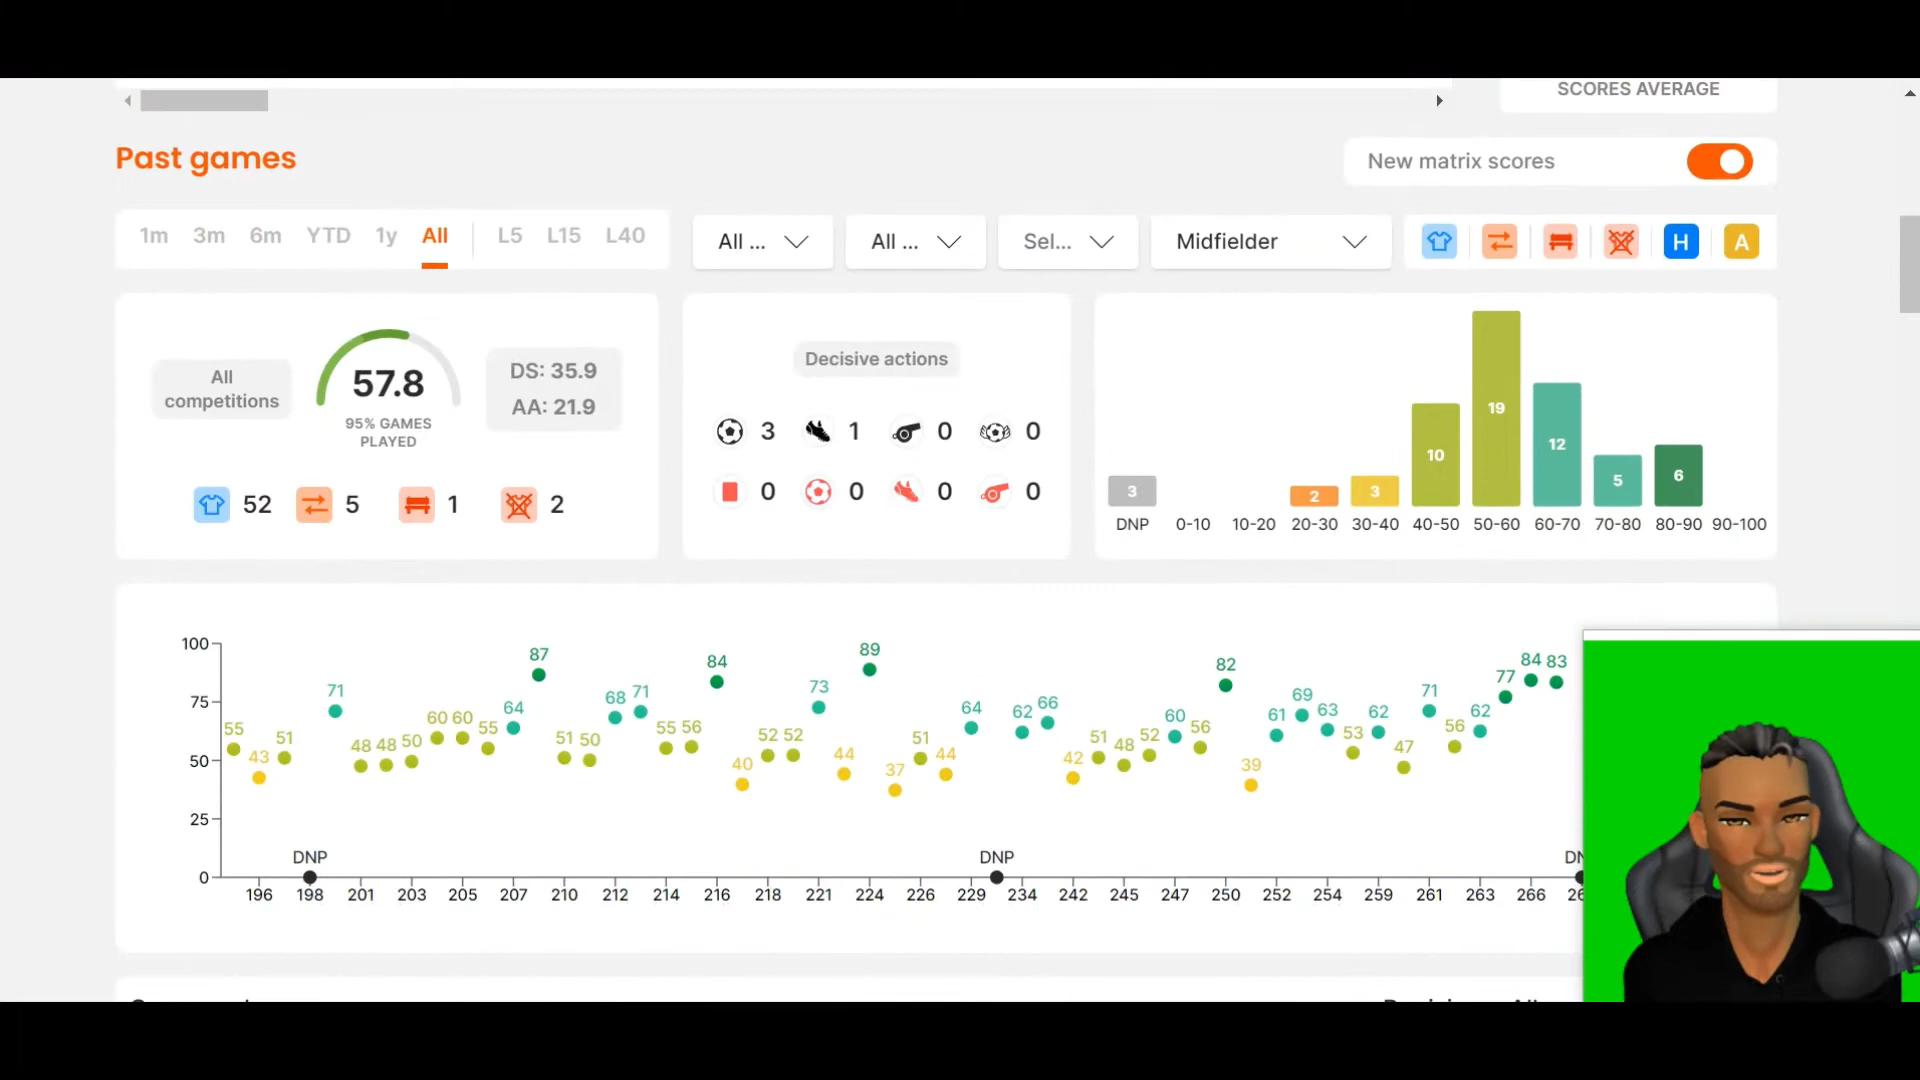 SCORES AVERAGE
Past games
New matrix scores
1m 3m 6m YTD 1y All L5 L15 L40
All ... All ... Sel... Midfielder
H A
All
competitions
57.8
95% GAMES
PLAYED
DS: 35.9
AA: 21.9
52 5 1 2
Decisive actions
3 1 0 0
0 0 0 0
3 2 3 10 19 12 5 6
DNP 0-10 10-20 20-30 30-40 40-50 50-60 60-70 70-80 80-90 90-100
100
75
50
25
0
55 43 51 DNP 71 48 48 50 60 60 55 64 87 51 50 68 71 55 56 84 40 52 52 73 44 89 37 51 44 64 DNP 62 66 42 51 48 52 60 56 82 39 61 69 63 53 62 47 71 56 62 77 84 83
196 198 201 203 205 207 210 212 214 216 218 221 224 226 229 234 242 245 247 250 252 254 259 261 263 266